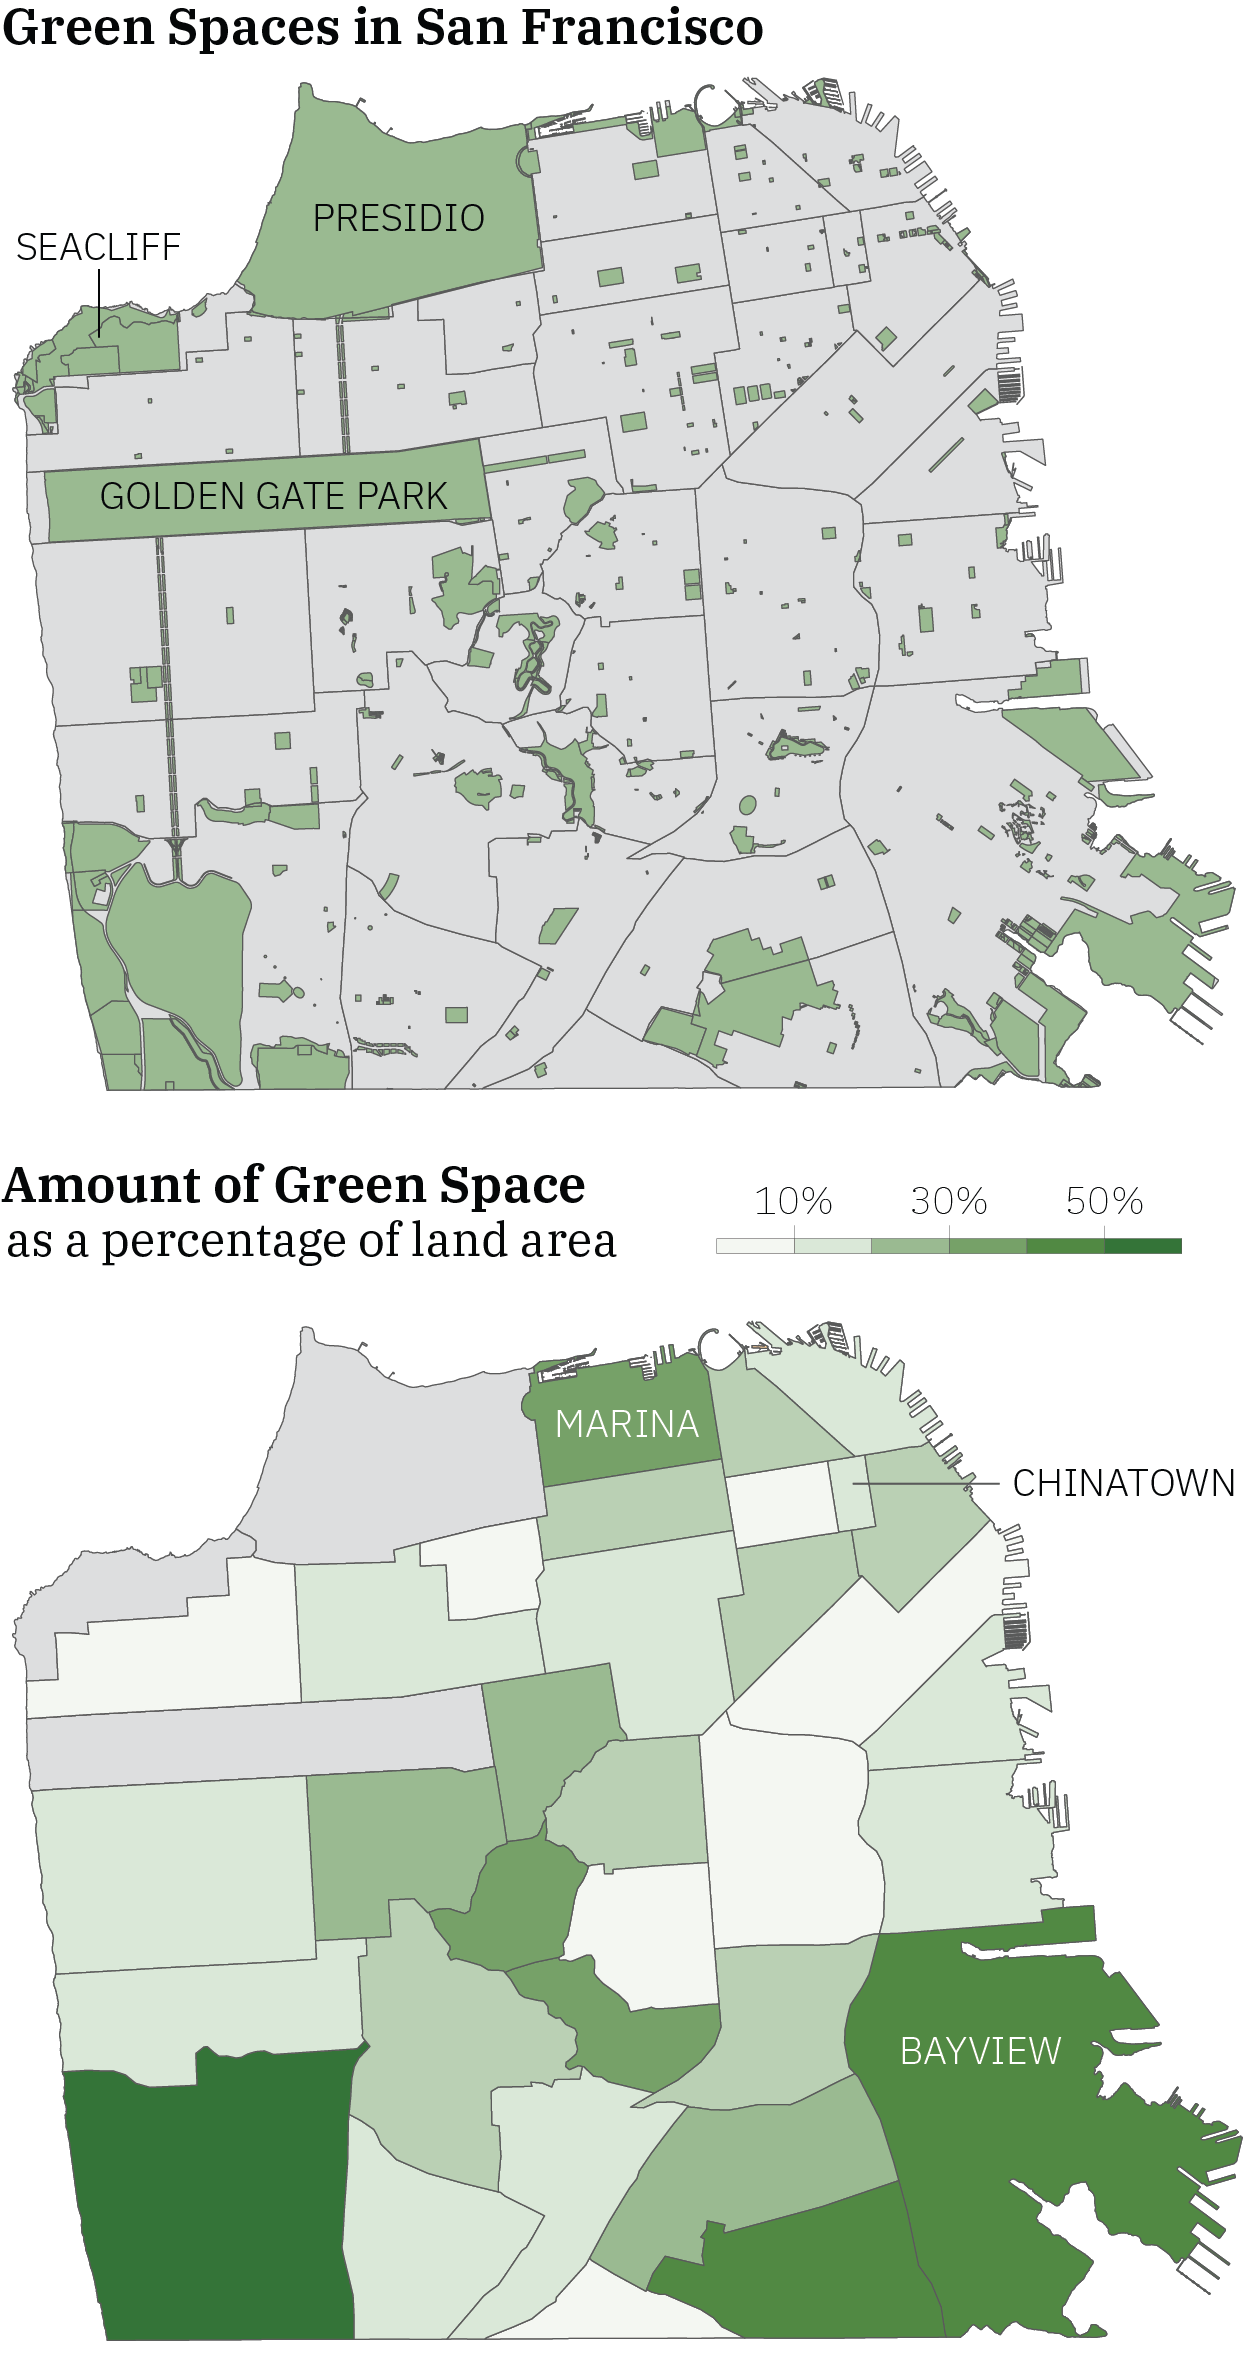 Green Spaces in San Francisco
PRESIDIO
SEACLIFF
GOLDEN GATE PARK
Amount of Green Space
as a percentage of land area
10% 30% 50%
MARINA
CHINATOWN
BAYVIEW